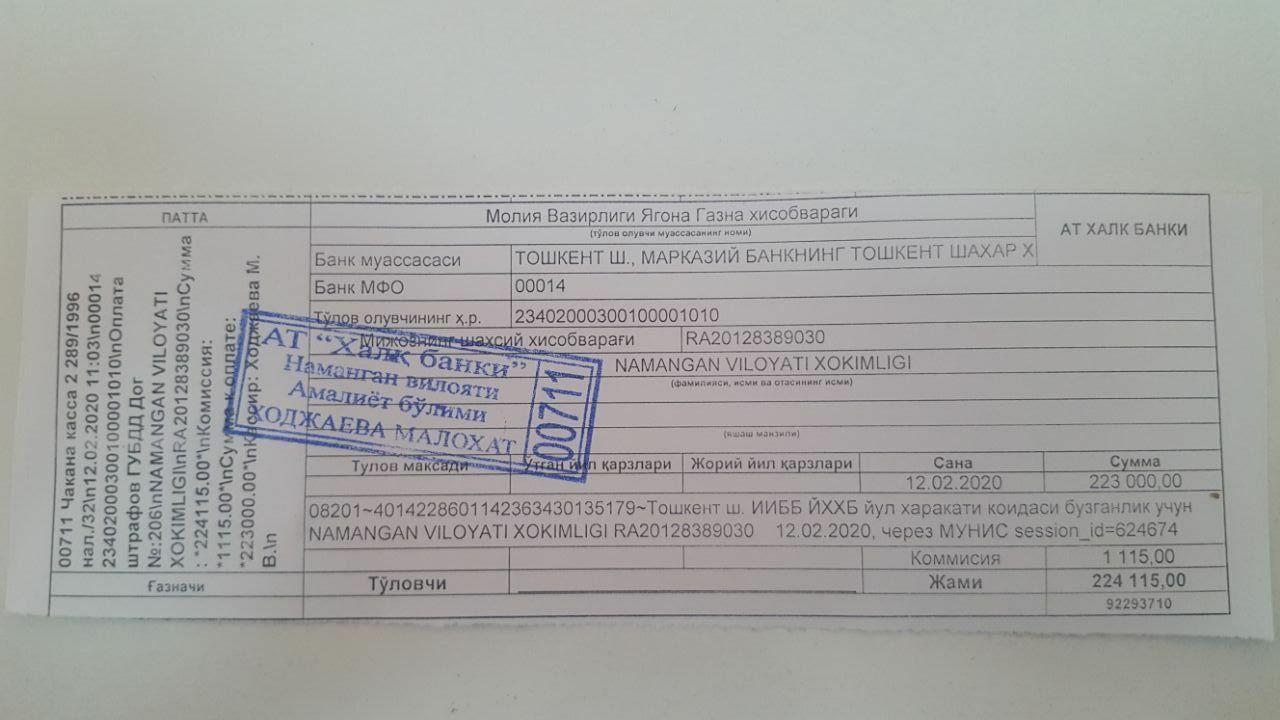 ПАТТА
00711 Чакана касса 2 289/1996
нал./32\n12.02.2020 11:03\n00014
23402000300100001010\nОплата
штрафов ГУБДД Дог
№:206\nNAMANGAN VILOYATI
XOKIMLIGI\nRA20128389030\nСумма
: *224115.00*\nКомиссия:
*1115.00*\nСумма к оплате:
*223000.00*\nКассир: Ходжаева М.
В.\n
Ғазначи
Молия Вазирлиги Ягона Газна хисобвараги
(тўлов олувчи муассасанинг номи)
АТ ХАЛК БАНКИ
Банк муассасаси ТОШКЕНТ Ш., МАРКАЗИЙ БАНКНИНГ ТОШКЕНТ ШАХАР Х
Банк МФО 00014
Тўлов олувчининг ҳ.р. 23402000300100001010
Мижознинг шахсий хисобварағи RA20128389030
NAMANGAN VILOYATI XOKIMLIGI
(фамилияси, исми ва отасининг исми)
(яшаш манзили)
АТ "Халқ банки"
Наманган вилояти
Амалиёт бўлими
ХОДЖАЕВА МАЛОХАТ
00711
Тулов максади Ўтган йил қарзлари Жорий йил қарзлари Сана Сумма
12.02.2020 223 000,00
08201~401422860114236343013​5179~Тошкент ш. ИИББ ЙХХБ йул харакати коидаси бузганлик учун
NAMANGAN VILOYATI XOKIMLIGI RA20128389030 12.02.2020, через МУНИС session_id=624674
Коммисия 1 115,00
Тўловчи Жами 224 115,00
92293710